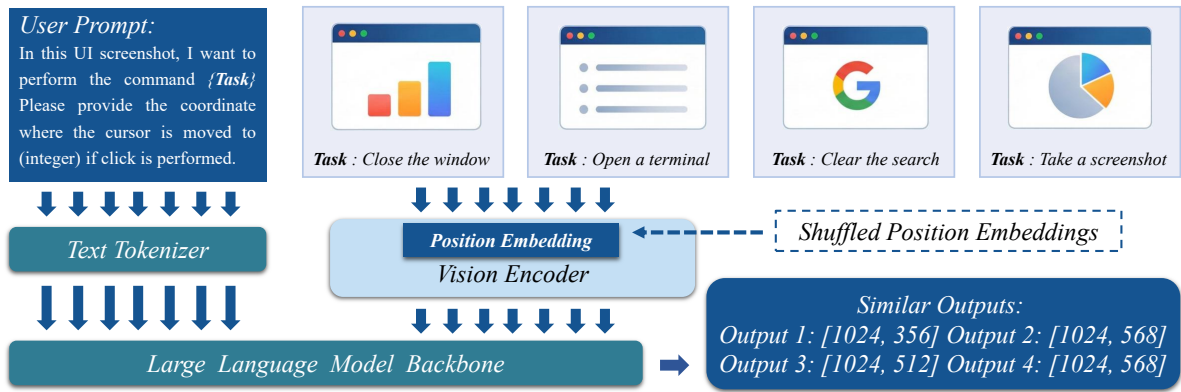 User Prompt:
In this UI screenshot, I want to
perform the command {Task}
Please provide the coordinate
where the cursor is moved to
(integer) if click is performed.
Task : Close the window
Task : Open a terminal
Task : Clear the search
Task : Take a screenshot
Text Tokenizer
Position Embedding
Vision Encoder
Shuffled Position Embeddings
Large Language Model Backbone
Similar Outputs:
Output 1: [1024, 356] Output 2: [1024, 568]
Output 3: [1024, 512] Output 4: [1024, 568]